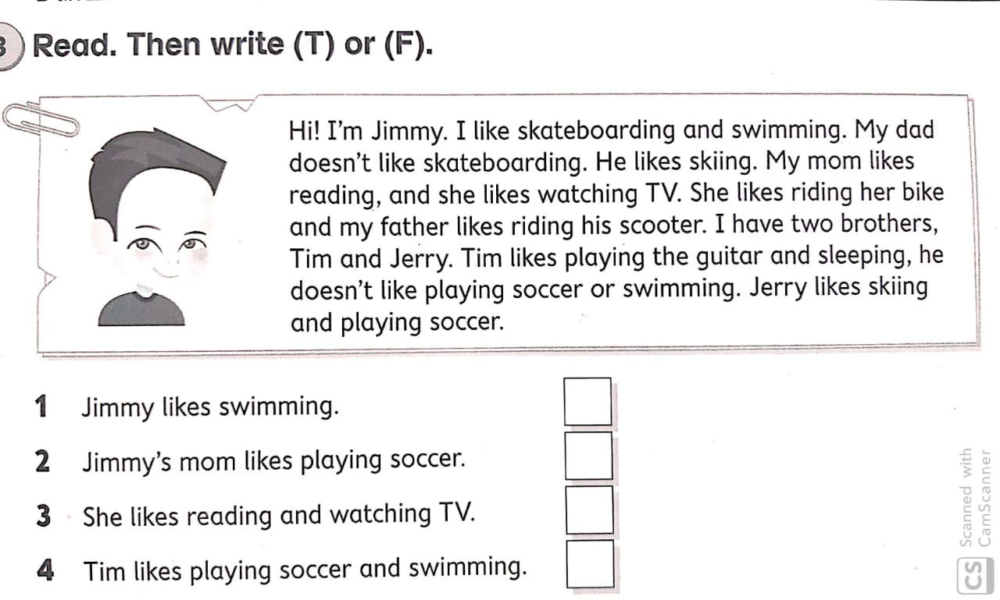 3 Read. Then write (T) or (F).
Hi! I'm Jimmy. I like skateboarding and swimming. My dad
doesn't like skateboarding. He likes skiing. My mom likes
reading, and she likes watching TV. She likes riding her bike
and my father likes riding his scooter. I have two brothers,
Tim and Jerry. Tim likes playing the guitar and sleeping, he
doesn't like playing soccer or swimming. Jerry likes skiing
and playing soccer.
1 Jimmy likes swimming.
2 Jimmy's mom likes playing soccer.
3 She likes reading and watching TV.
4 Tim likes playing soccer and swimming.
CS Scanned with
CamScanner